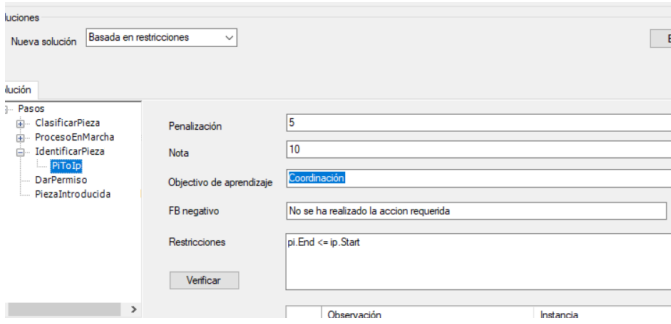 luciones
Nueva solución Basada en restricciones
lución
Pasos
ClasificarPieza
ProcesoEnMarcha
IdentificarPieza
PiToIp
DarPermiso
PiezaIntroducida
Penalización 5
Nota 10
Objectivo de aprendizaje Coordinación
FB negativo No se ha realizado la accion requerida
Restricciones pi.End <= ip.Start
Verificar
Observación Instancia